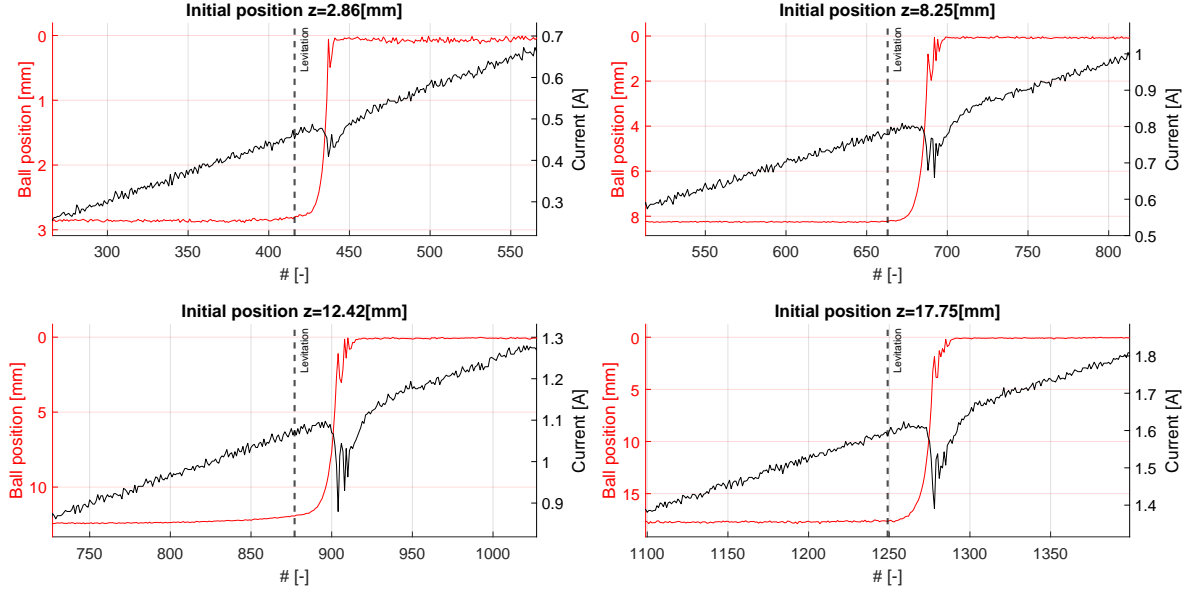 Initial position z=2.86[mm]
0
1
2
3
Ball position [mm]
Levitation
0.7
0.6
0.5
0.4
0.3
Current [A]
300 350 400 450 500 550
# [-]
Initial position z=8.25[mm]
0
2
4
6
8
Ball position [mm]
Levitation
1
0.9
0.8
0.7
0.6
0.5
Current [A]
550 600 650 700 750 800
# [-]
Initial position z=12.42[mm]
0
5
10
Ball position [mm]
Levitation
1.3
1.2
1.1
1
0.9
Current [A]
750 800 850 900 950 1000
# [-]
Initial position z=17.75[mm]
0
5
10
15
Ball position [mm]
Levitation
1.8
1.7
1.6
1.5
1.4
Current [A]
1100 1150 1200 1250 1300 1350
# [-]